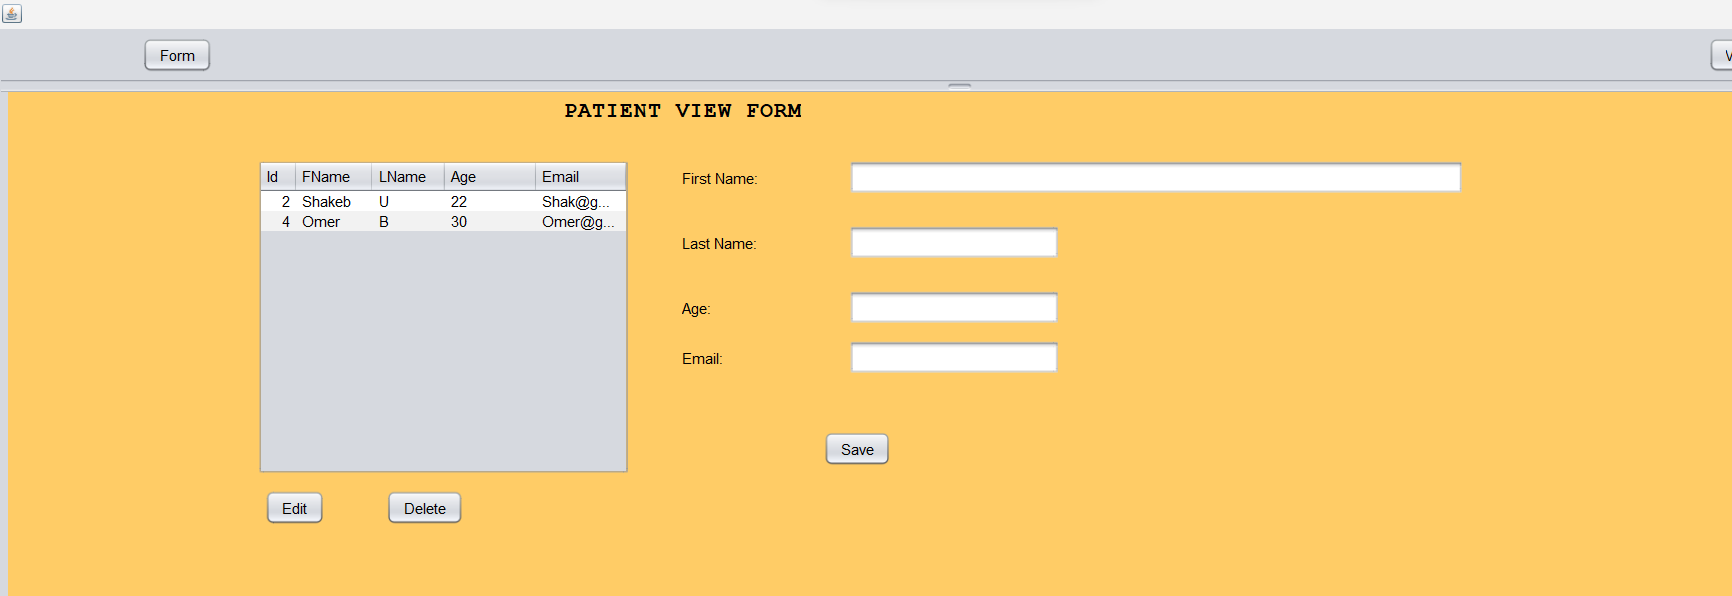 Form
PATIENT VIEW FORM
Id FName LName Age Email
2 Shakeb U 22 Shak@g...
4 Omer B 30 Omer@g...
First Name:
Last Name:
Age:
Email:
Save
Edit Delete